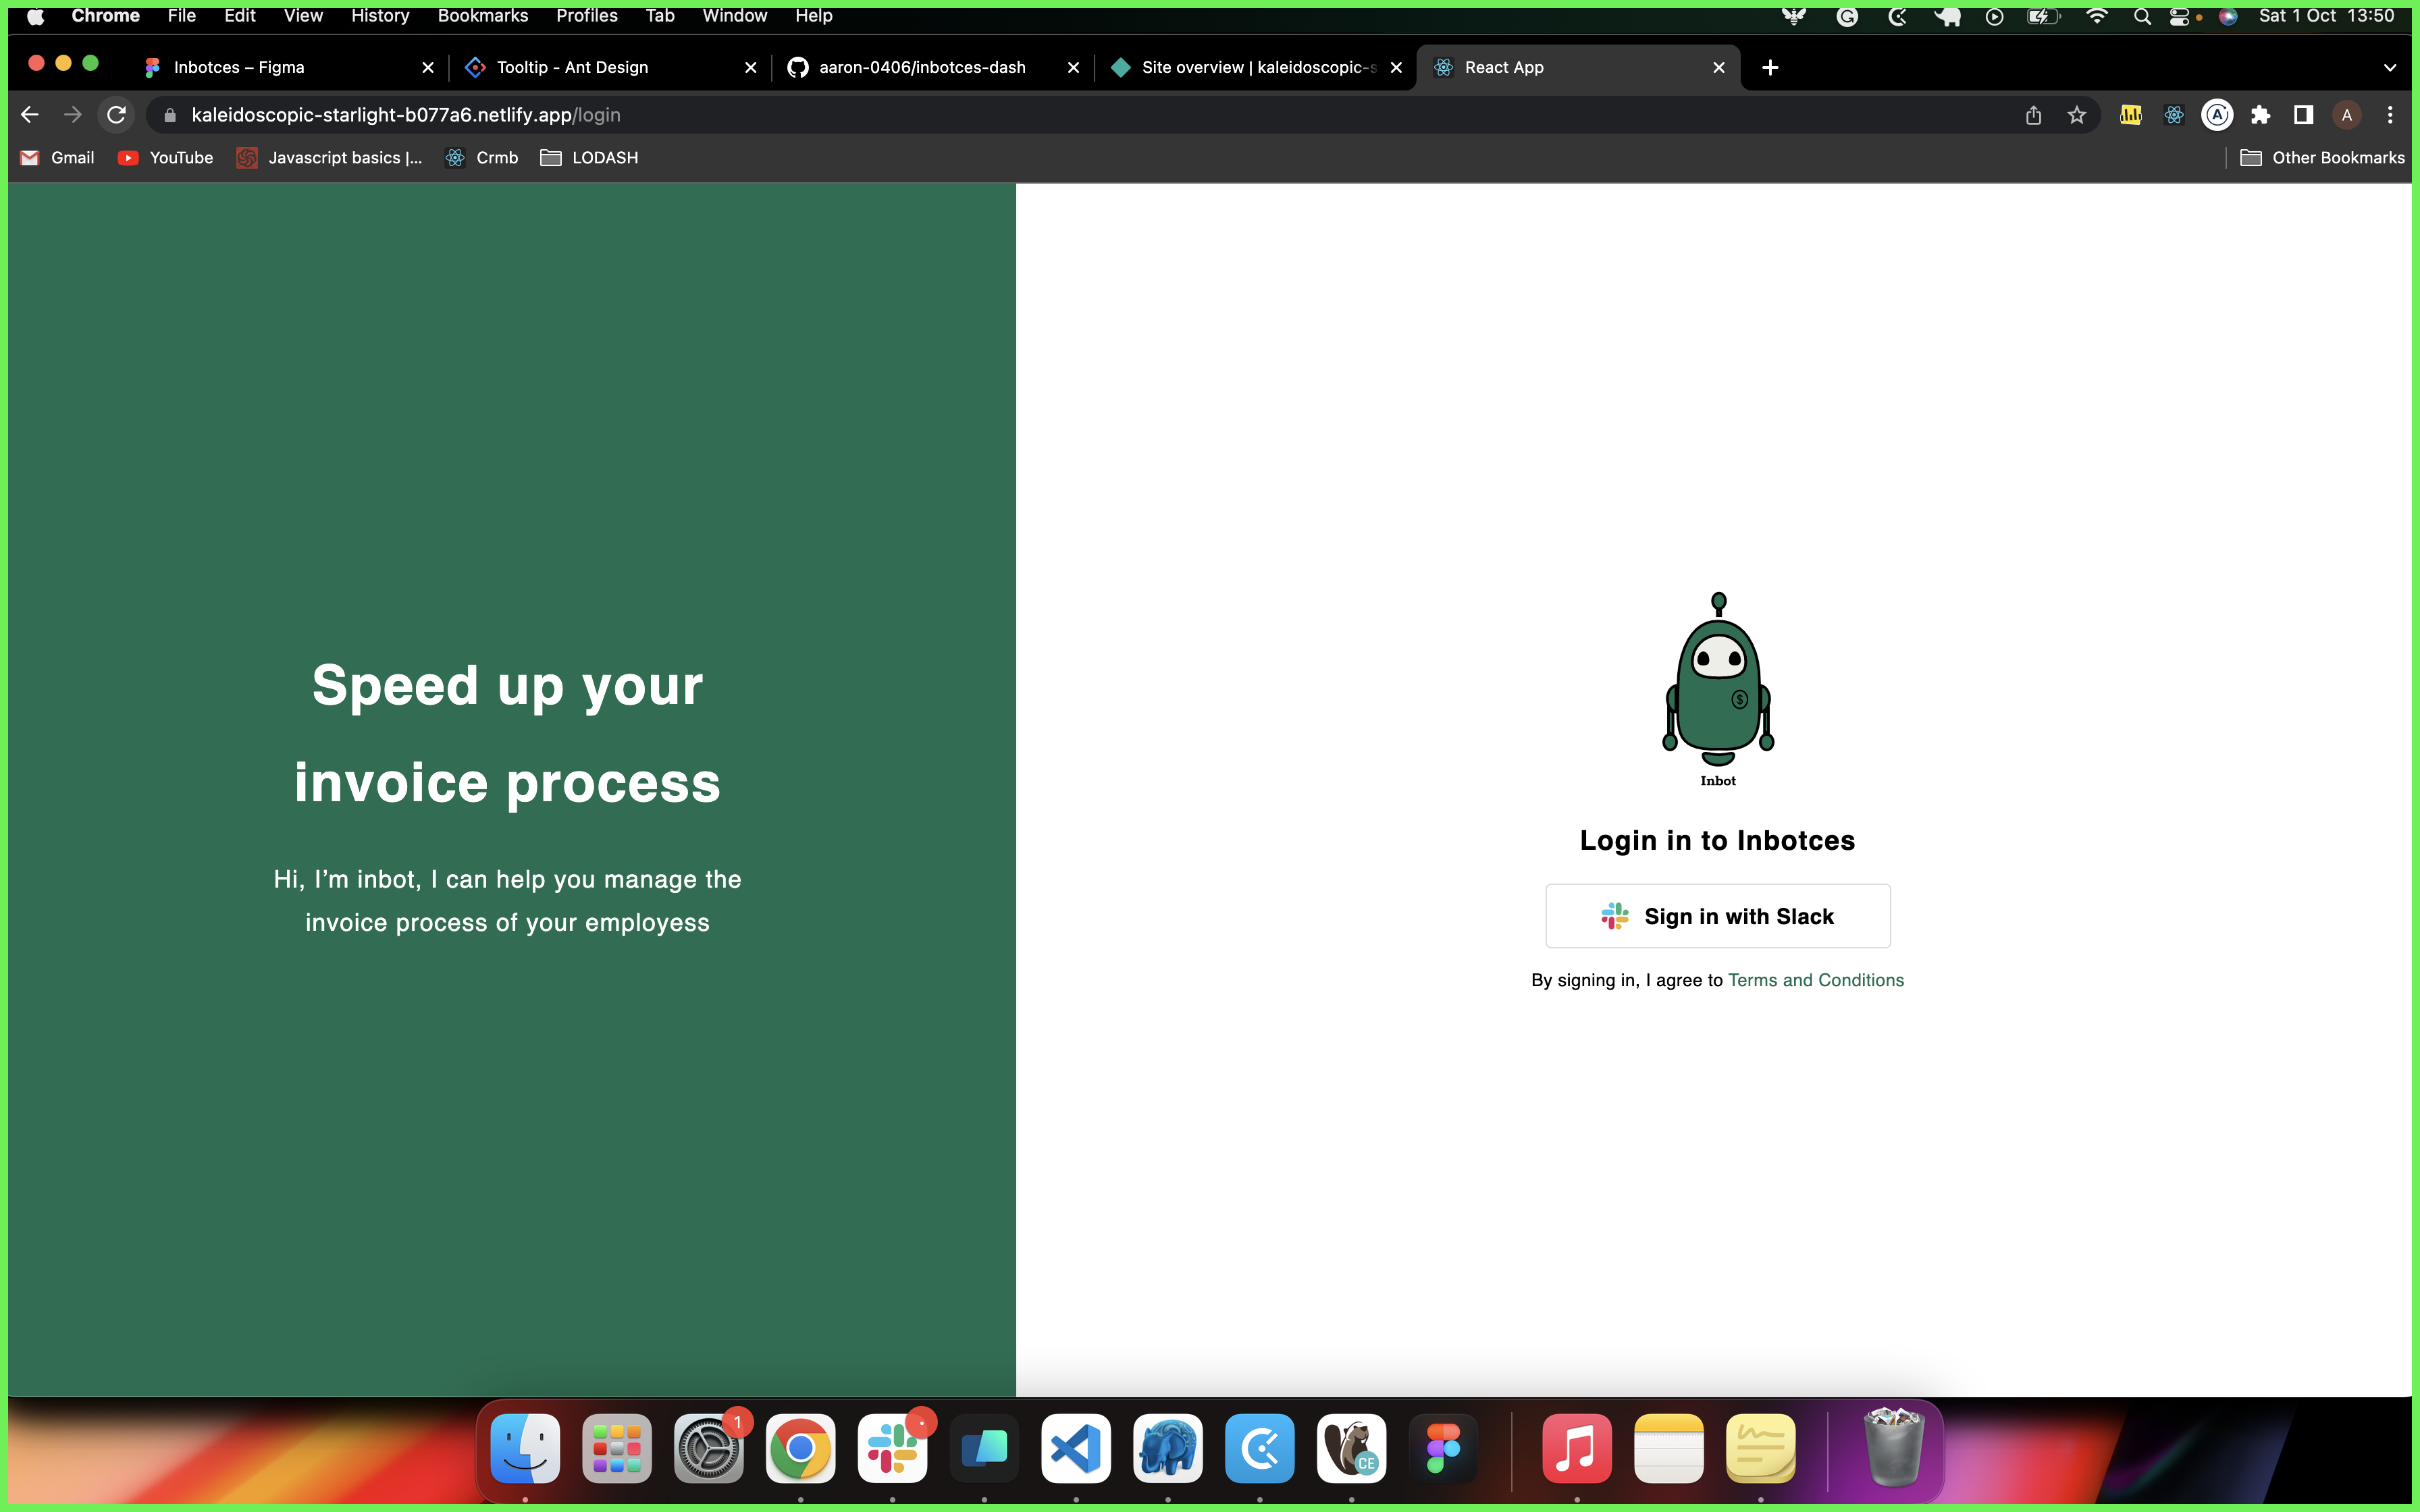 Chrome File Edit View History Bookmarks Profiles Tab Window Help Sat 1 Oct 13:50
Inbotces – Figma Tooltip - Ant Design aaron-0406/inbotces-dash Site overview | kaleidoscopic-s React App
kaleidoscopic-starlight-b077a6.netlify.app/login A A
Gmail YouTube Javascript basics |... Crmb LODASH Other Bookmarks
Speed up your
invoice process
Hi, I’m inbot, I can help you manage the
invoice process of your employess
$
Inbot
Login in to Inbotces
Sign in with Slack
By signing in, I agree to Terms and Conditions
1
CE